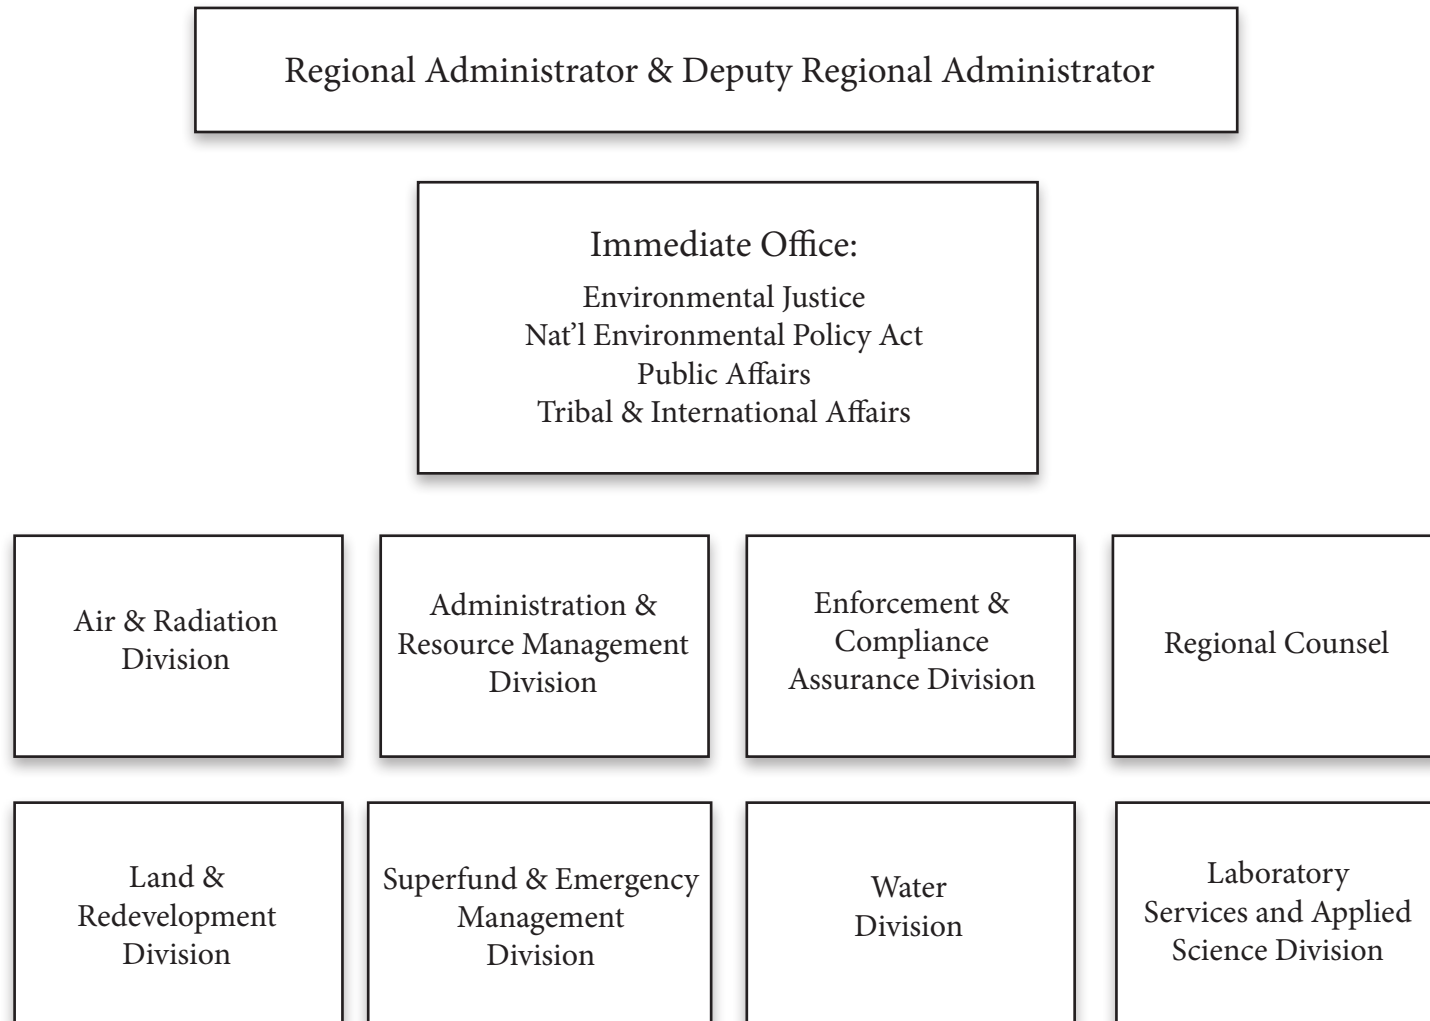 Regional Administrator & Deputy Regional Administrator
Immediate Office:
Environmental Justice
Nat’l Environmental Policy Act
Public Affairs
Tribal & International Affairs
Air & Radiation
Division
Administration &
Resource Management
Division
Enforcement &
Compliance
Assurance Division
Regional Counsel
Land &
Redevelopment
Division
Superfund & Emergency
Management
Division
Water
Division
Laboratory
Services and Applied
Science Division